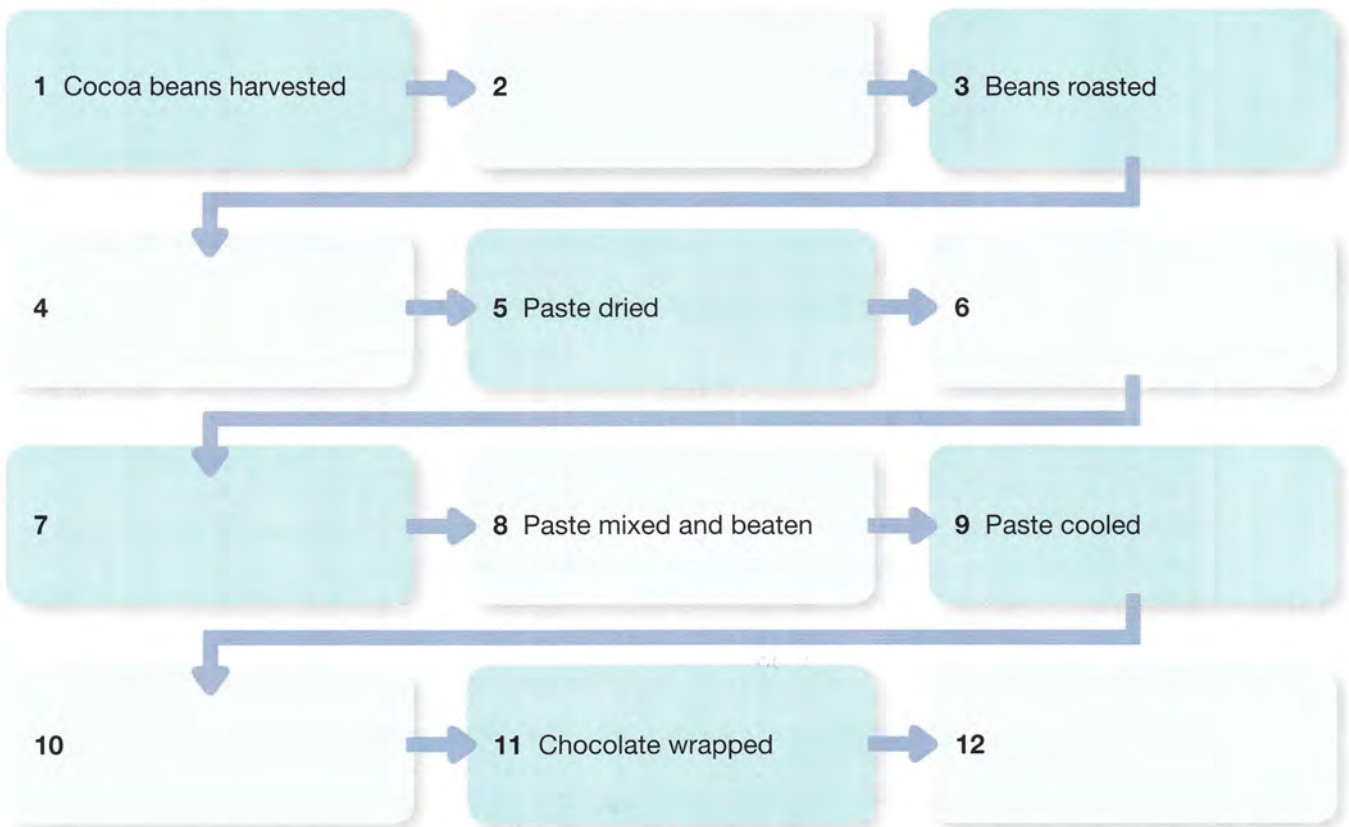 1 Cocoa beans harvested
2
3 Beans roasted
4
5 Paste dried
6
7
8 Paste mixed and beaten
9 Paste cooled
10
11 Chocolate wrapped
12